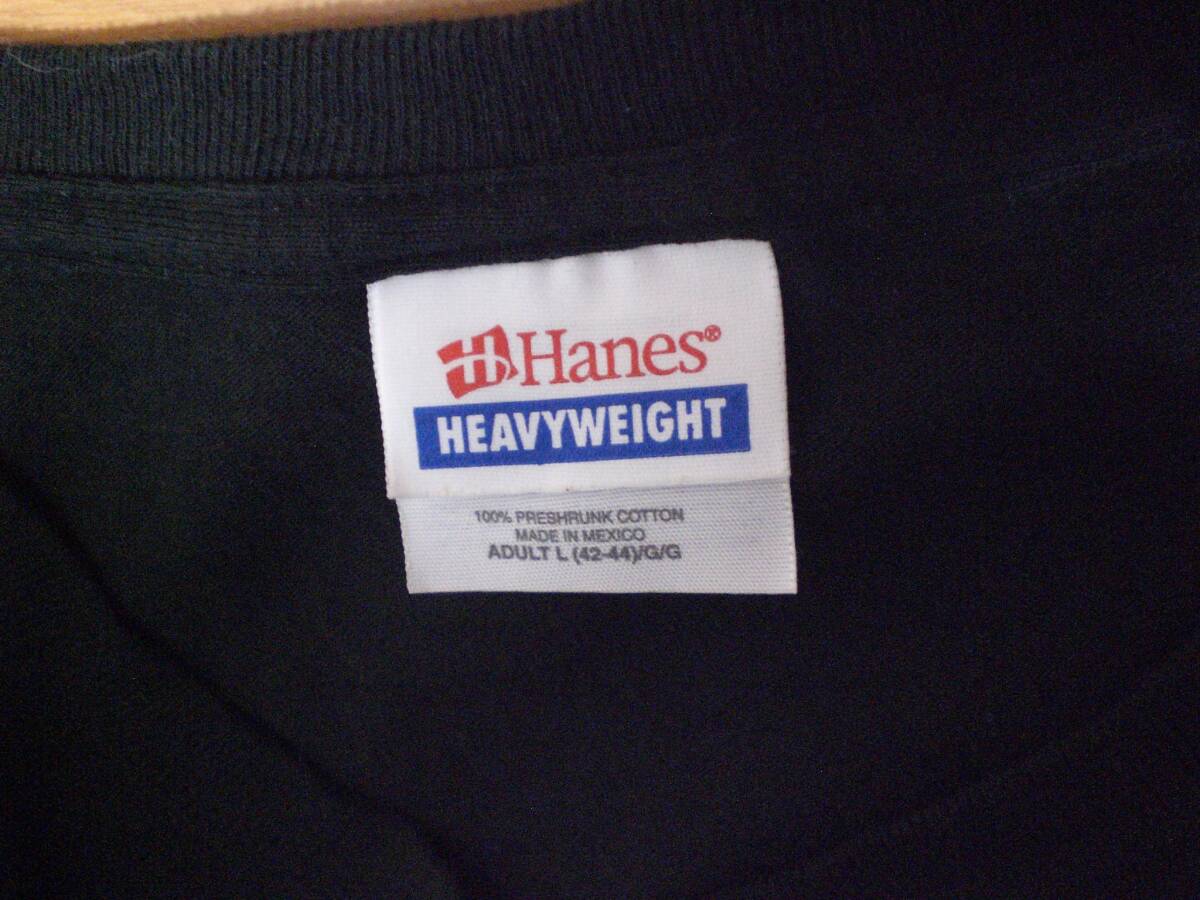 Hanes®
HEAVYWEIGHT
100% PRESHRUNK COTTON
MADE IN MEXICO
ADULT L (42-44)/G/G